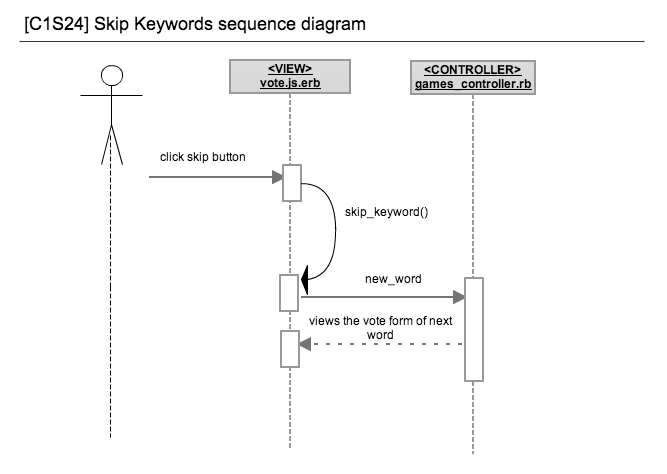 [C1S24] Skip Keywords sequence diagram
<VIEW>
vote.js.erb
<CONTROLLER>
games_controller.rb
click skip button
skip_keyword()
new_word
views the vote form of next
word